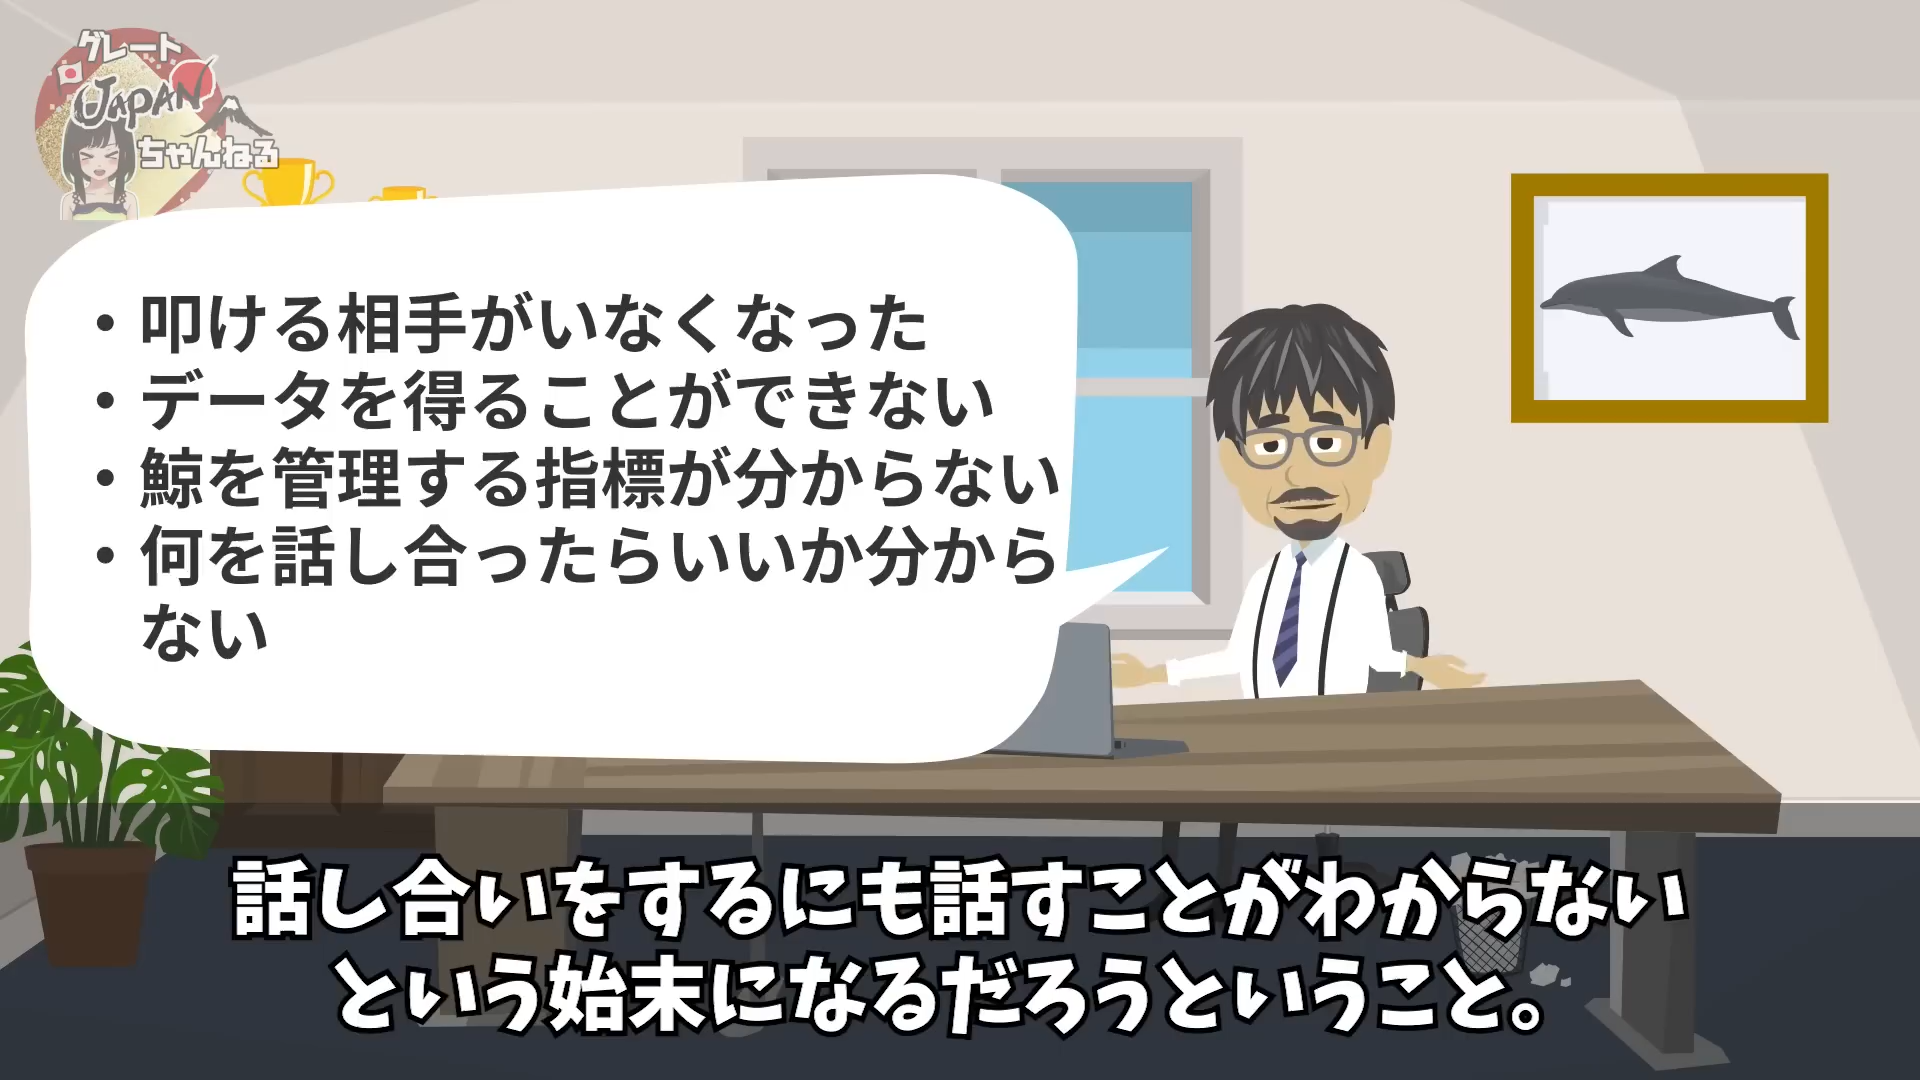 グレート
JAPAN
ちゃんねる
・叩ける相手がいなくなった
・データを得ることができない
・鯨を管理する指標が分からない
・何を話し合ったらいいか分から
ない
話し合いをするにも話すことがわからない
という始末になるだろうということ。